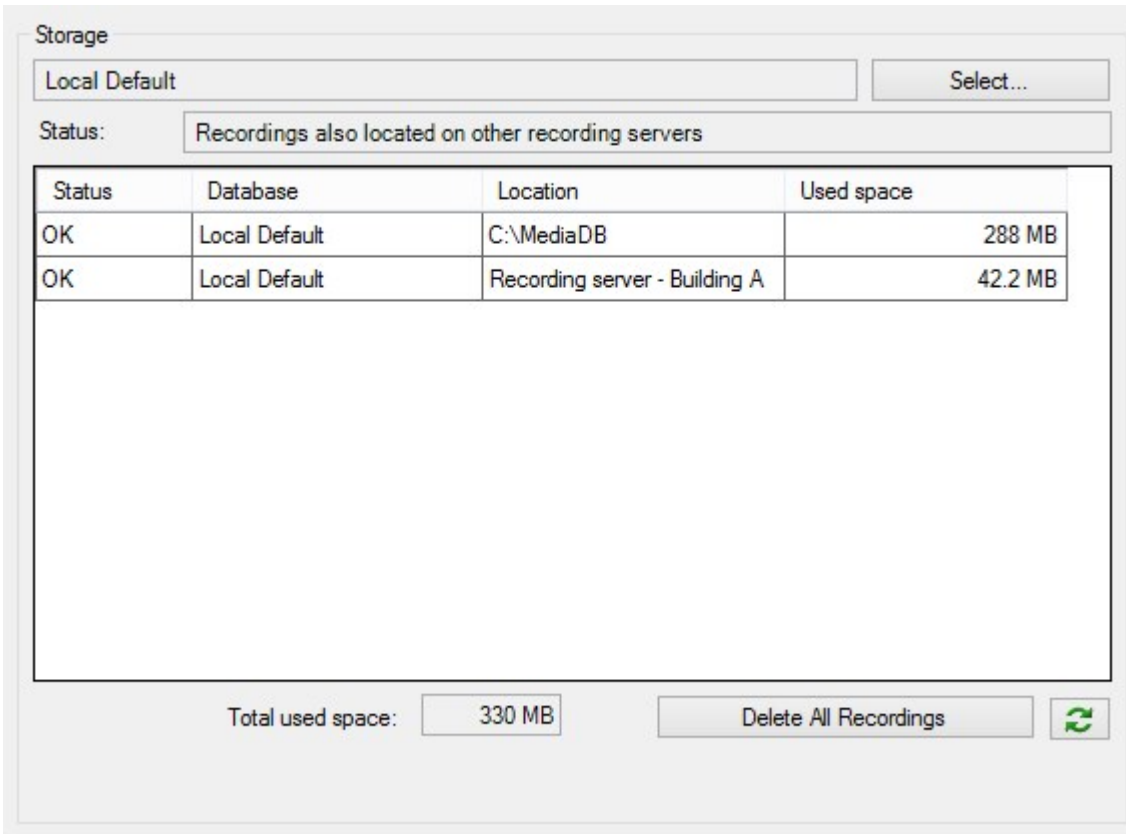 Storage
Local Default Select...
Status: Recordings also located on other recording servers
Status Database Location Used space
OK Local Default C:\MediaDB 288 MB
OK Local Default Recording server - Building A 42.2 MB
Total used space: 330 MB Delete All Recordings